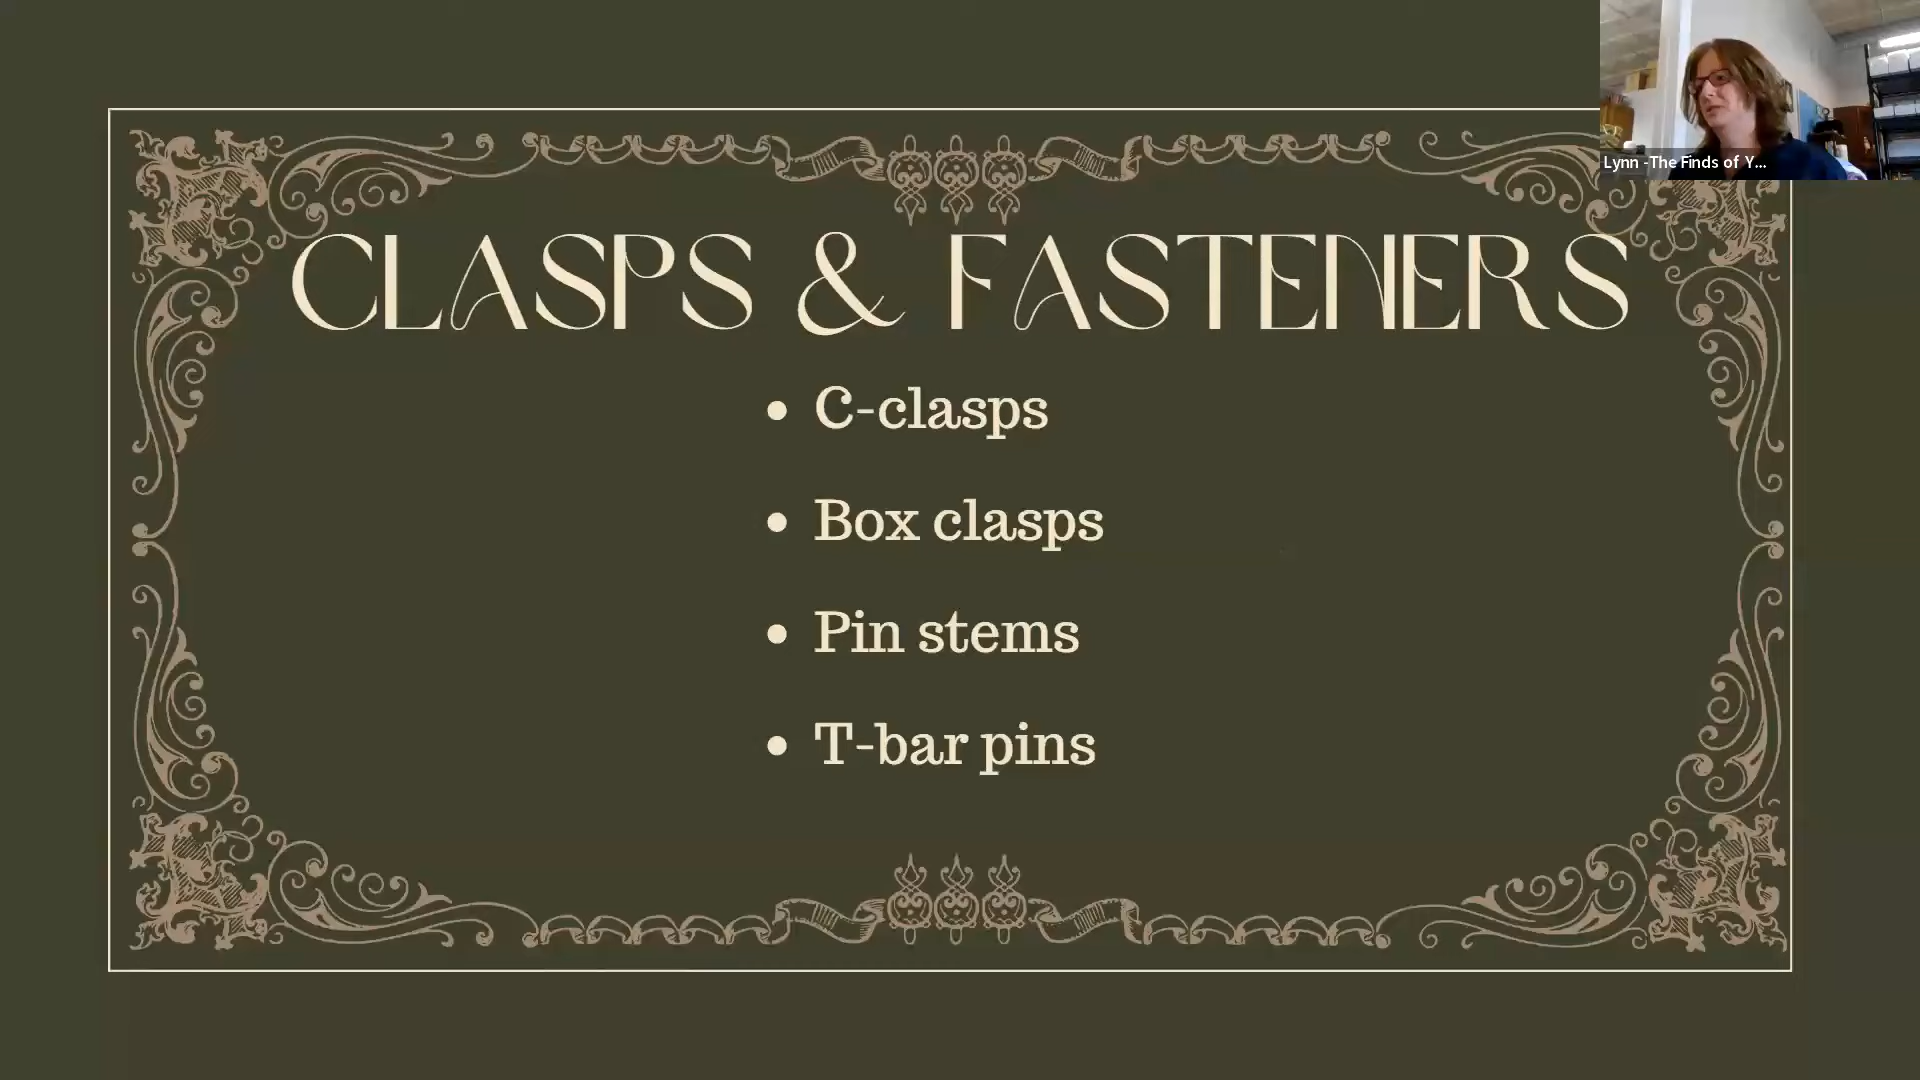 Lynn -The Finds of Y...
CLASPS & FASTENERS
• C-clasps
• Box clasps
• Pin stems
• T-bar pins